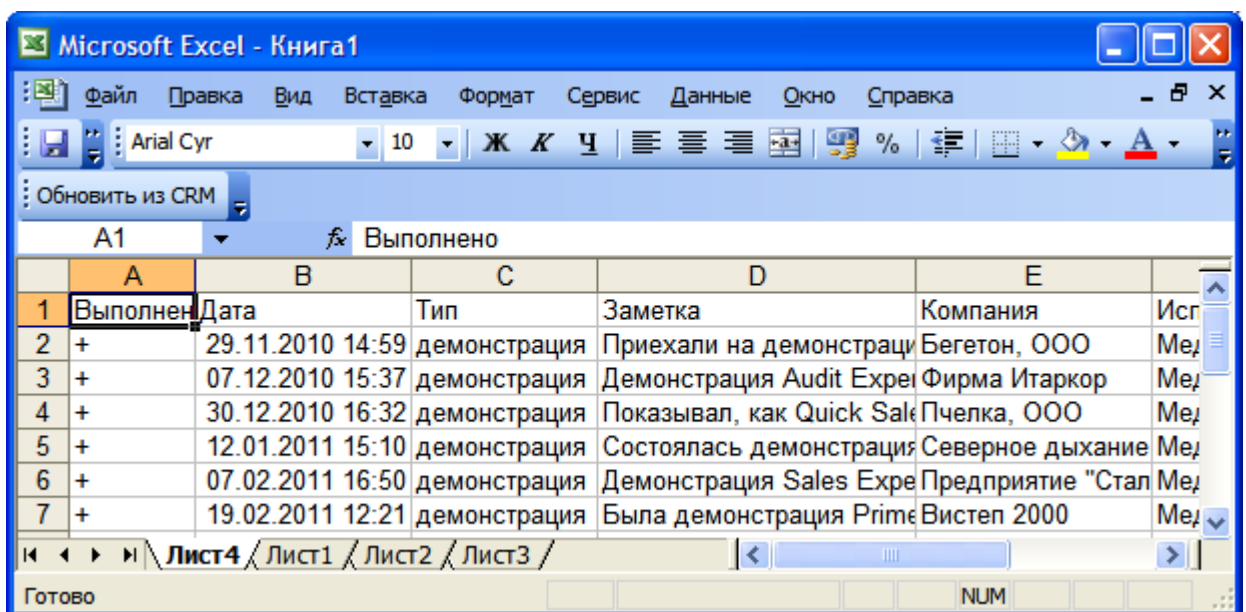 Microsoft Excel - Книга1
Файл Правка Вид Вставка Формат Сервис Данные Окно Справка
Arial Cyr 10 Ж К Ч %  А
Обновить из CRM
A1 fx Выполнено
A B C D E
1 Выполнен Дата Тип Заметка Компания Исп
2 + 29.11.2010 14:59 демонстрация Приехали на демонстраци Бегетон, ООО Мед
3 + 07.12.2010 15:37 демонстрация Демонстрация Audit Exper Фирма Итаркор Мед
4 + 30.12.2010 16:32 демонстрация Показывал, как Quick Sale Пчелка, ООО Мед
5 + 12.01.2011 15:10 демонстрация Состоялась демонстрация Северное дыхание Мед
6 + 07.02.2011 16:50 демонстрация Демонстрация Sales Expe Предприятие "Стал Мед
7 + 19.02.2011 12:21 демонстрация Была демонстрация Prime Вистеп 2000 Мед
Лист4 Лист1 Лист2 Лист3
Готово NUM